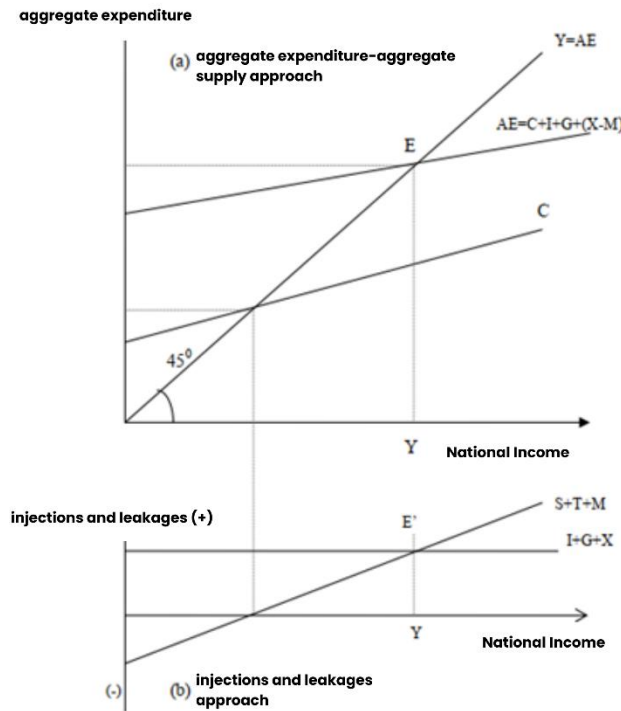 aggregate expenditure
(a) aggregate expenditure-aggregate
supply approach
Y=AE
E
AE=C+I+G+(X-M)
C
45⁰
Y
National Income
injections and leakages (+)
E'
S+T+M
I+G+X
Y
National Income
(-)
(b) injections and leakages
approach